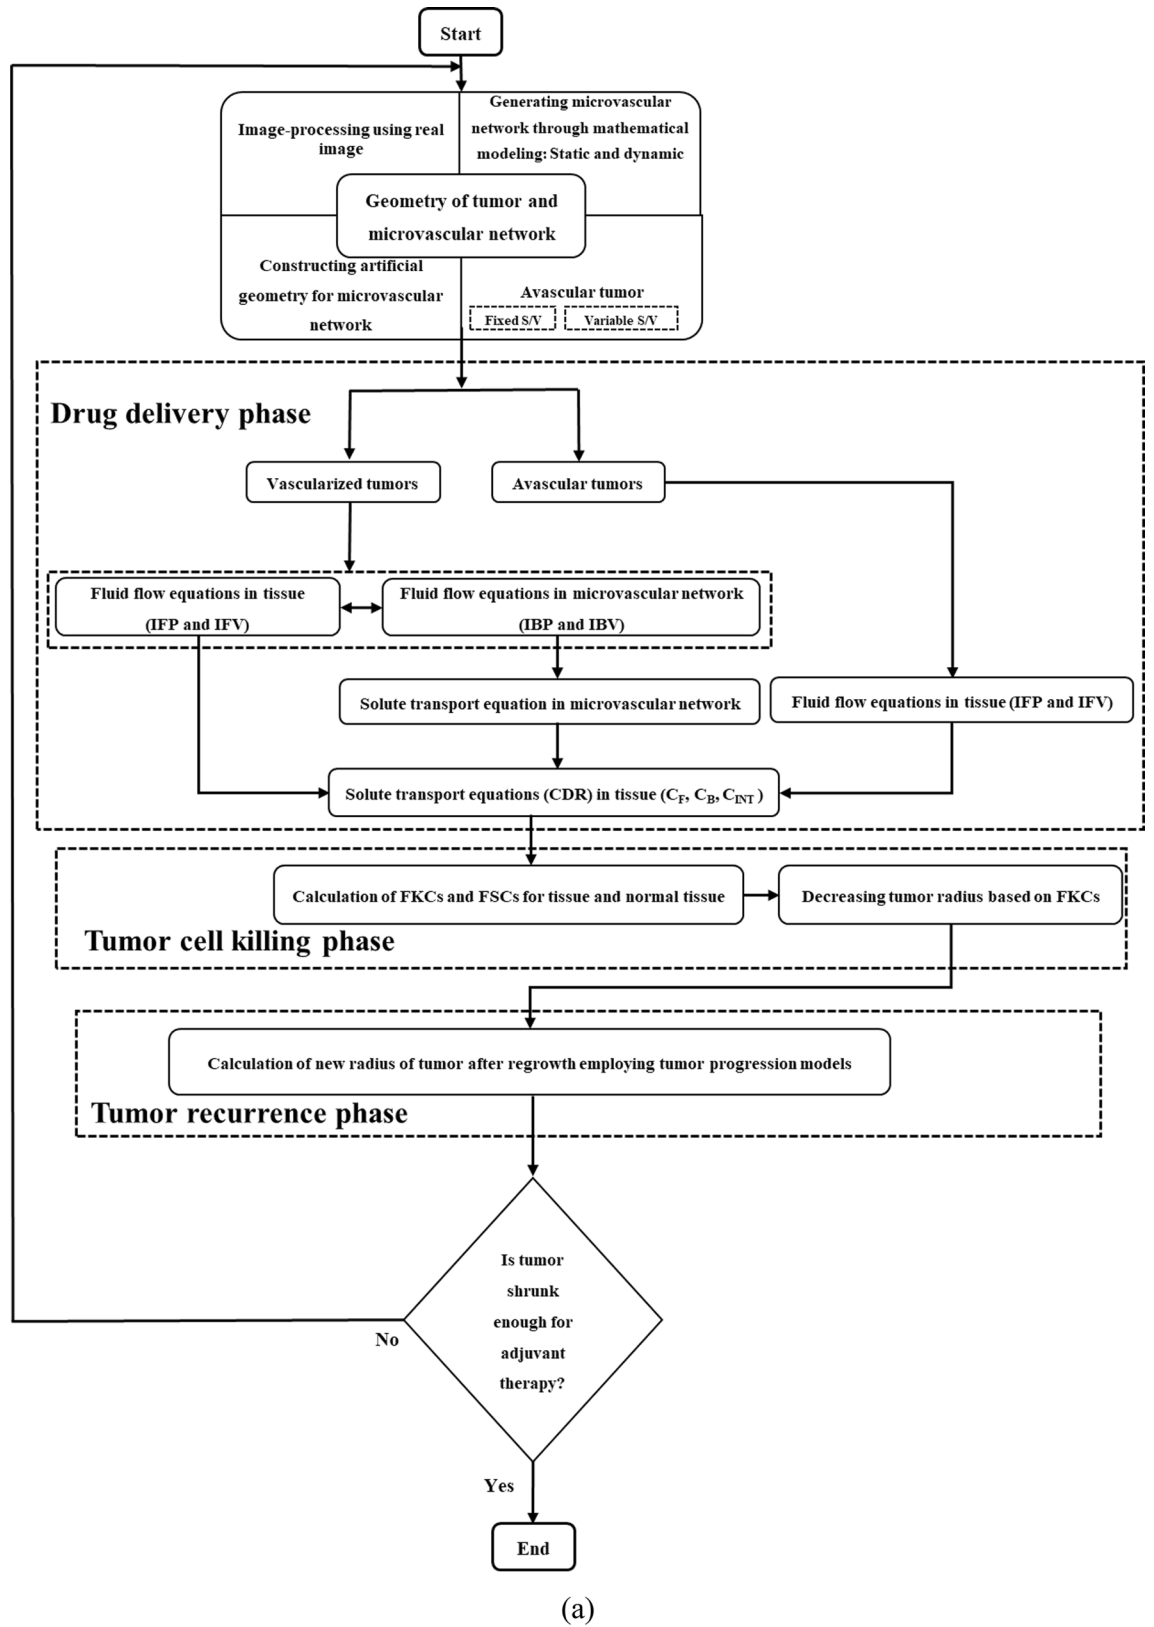 Start
Image-processing using real
image
Generating microvascular
network through mathematical
modeling: Static and dynamic
Geometry of tumor and
microvascular network
Constructing artificial
geometry for microvascular
network
Avascular tumor
Fixed S/V
Variable S/V
Drug delivery phase
Vascularized tumors
Avascular tumors
Fluid flow equations in tissue
(IFP and IFV)
Fluid flow equations in microvascular network
(IBP and IBV)
Solute transport equation in microvascular network
Fluid flow equations in tissue (IFP and IFV)
Solute transport equations (CDR) in tissue (CF, CB, CINT )
Calculation of FKCs and FSCs for tissue and normal tissue
Decreasing tumor radius based on FKCs
Tumor cell killing phase
Calculation of new radius of tumor after regrowth employing tumor progression models
Tumor recurrence phase
Is tumor
shrunk
enough for
adjuvant
therapy?
No
Yes
End
(a)